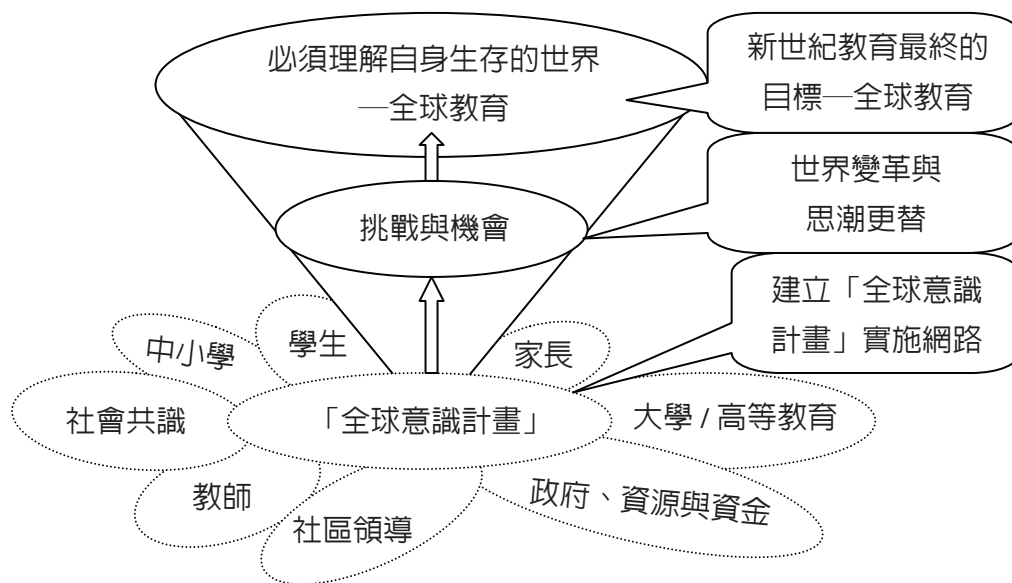 必須理解自身生存的世界
—全球教育
新世紀教育最終的
目標—全球教育
挑戰與機會
世界變革與
思潮更替
建立「全球意識
計畫」實施網路
中小學
學生
家長
社會共識
「全球意識計畫」
大學 / 高等教育
教師
社區領導
政府、資源與資金